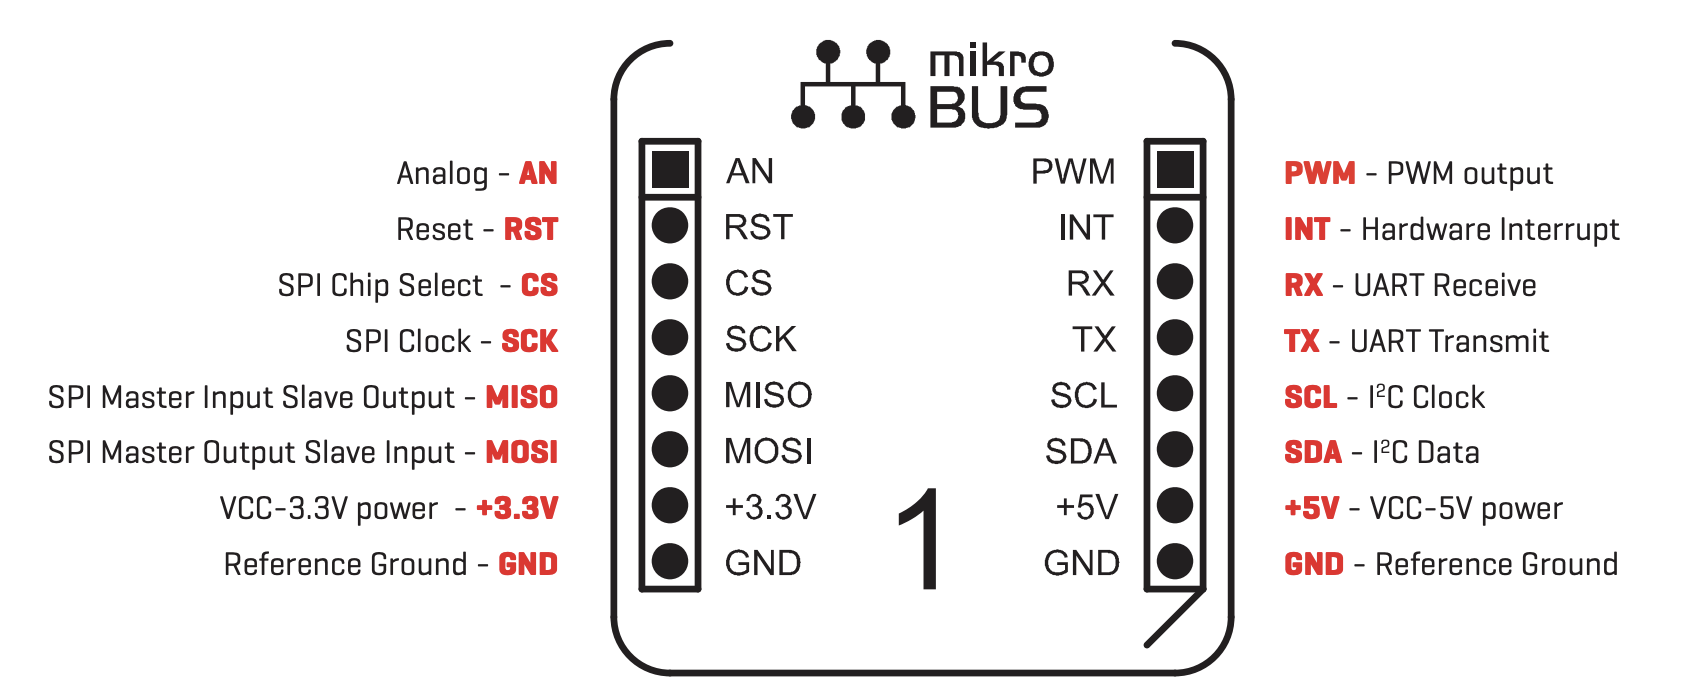 mikro
BUS
Analog - AN AN PWM PWM - PWM output
Reset - RST RST INT INT - Hardware Interrupt
SPI Chip Select - CS CS RX RX - UART Receive
SPI Clock - SCK SCK TX TX - UART Transmit
SPI Master Input Slave Output - MISO MISO SCL SCL - I²C Clock
SPI Master Output Slave Input - MOSI MOSI SDA SDA - I²C Data
VCC-3.3V power - +3.3V +3.3V +5V +5V - VCC-5V power
Reference Ground - GND GND GND GND - Reference Ground
1